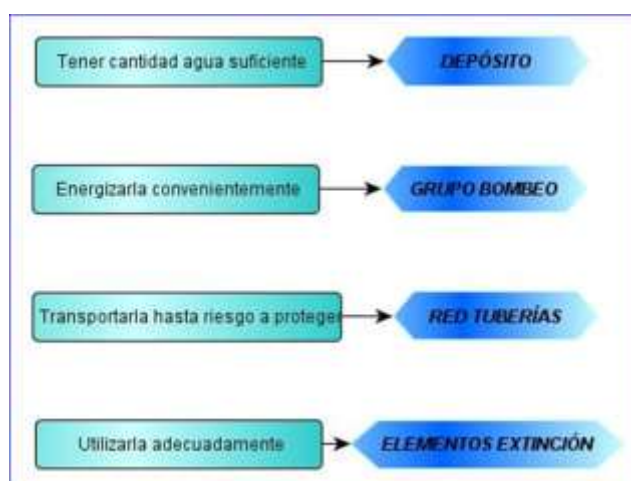 Tener cantidad agua suficiente
DEPÓSITO
Energizarla convenientemente
GRUPO BOMBEO
Transportarla hasta riesgo a proteger
RED TUBERÍAS
Utilizarla adecuadamente
ELEMENTOS EXTINCIÓN